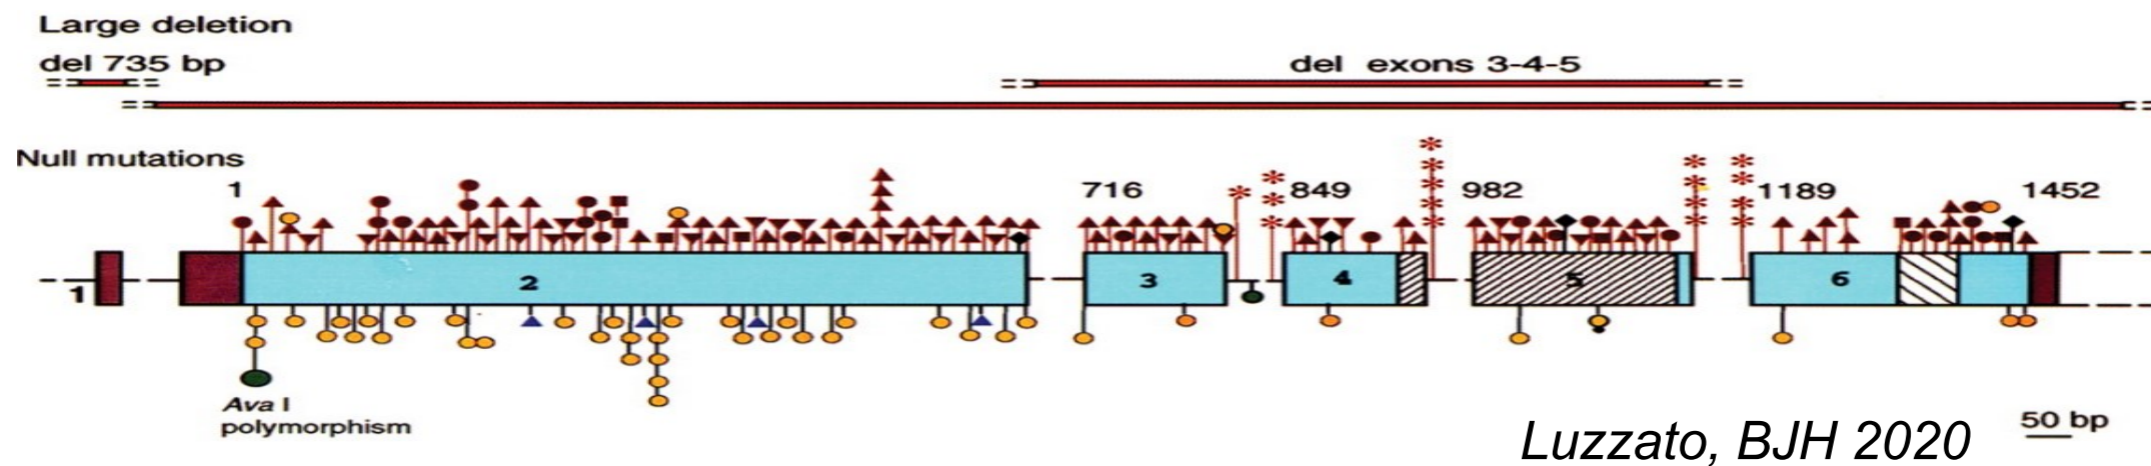 Large deletion
del 735 bp
del exons 3-4-5
Null mutations
1 716 849 982 1189 1452
1 2 3 4 5 6
Ava I
polymorphism
50 bp
Luzzato, BJH 2020